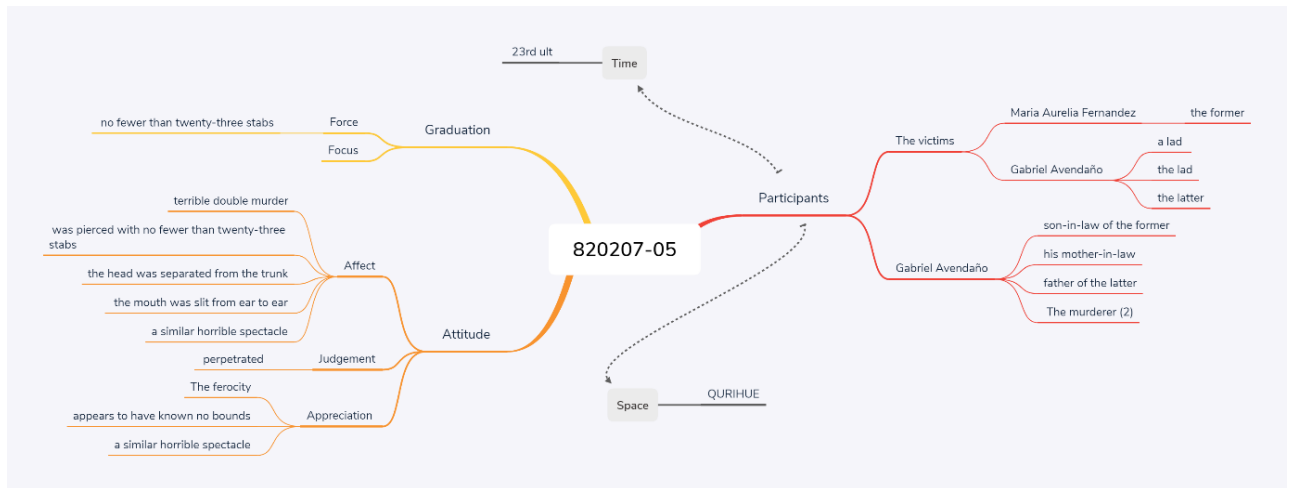 23rd ult
Time
no fewer than twenty-three stabs
Force
Graduation
Focus
terrible double murder
was pierced with no fewer than twenty-three
stabs
the head was separated from the trunk
Affect
the mouth was slit from ear to ear
a similar horrible spectacle
Attitude
perpetrated
Judgement
The ferocity
appears to have known no bounds
Appreciation
a similar horrible spectacle
820207-05
Participants
The victims
Maria Aurelia Fernandez
the former
Gabriel Avendaño
a lad
the lad
the latter
Gabriel Avendaño
son-in-law of the former
his mother-in-law
father of the latter
The murderer (2)
Space
QURIHUE